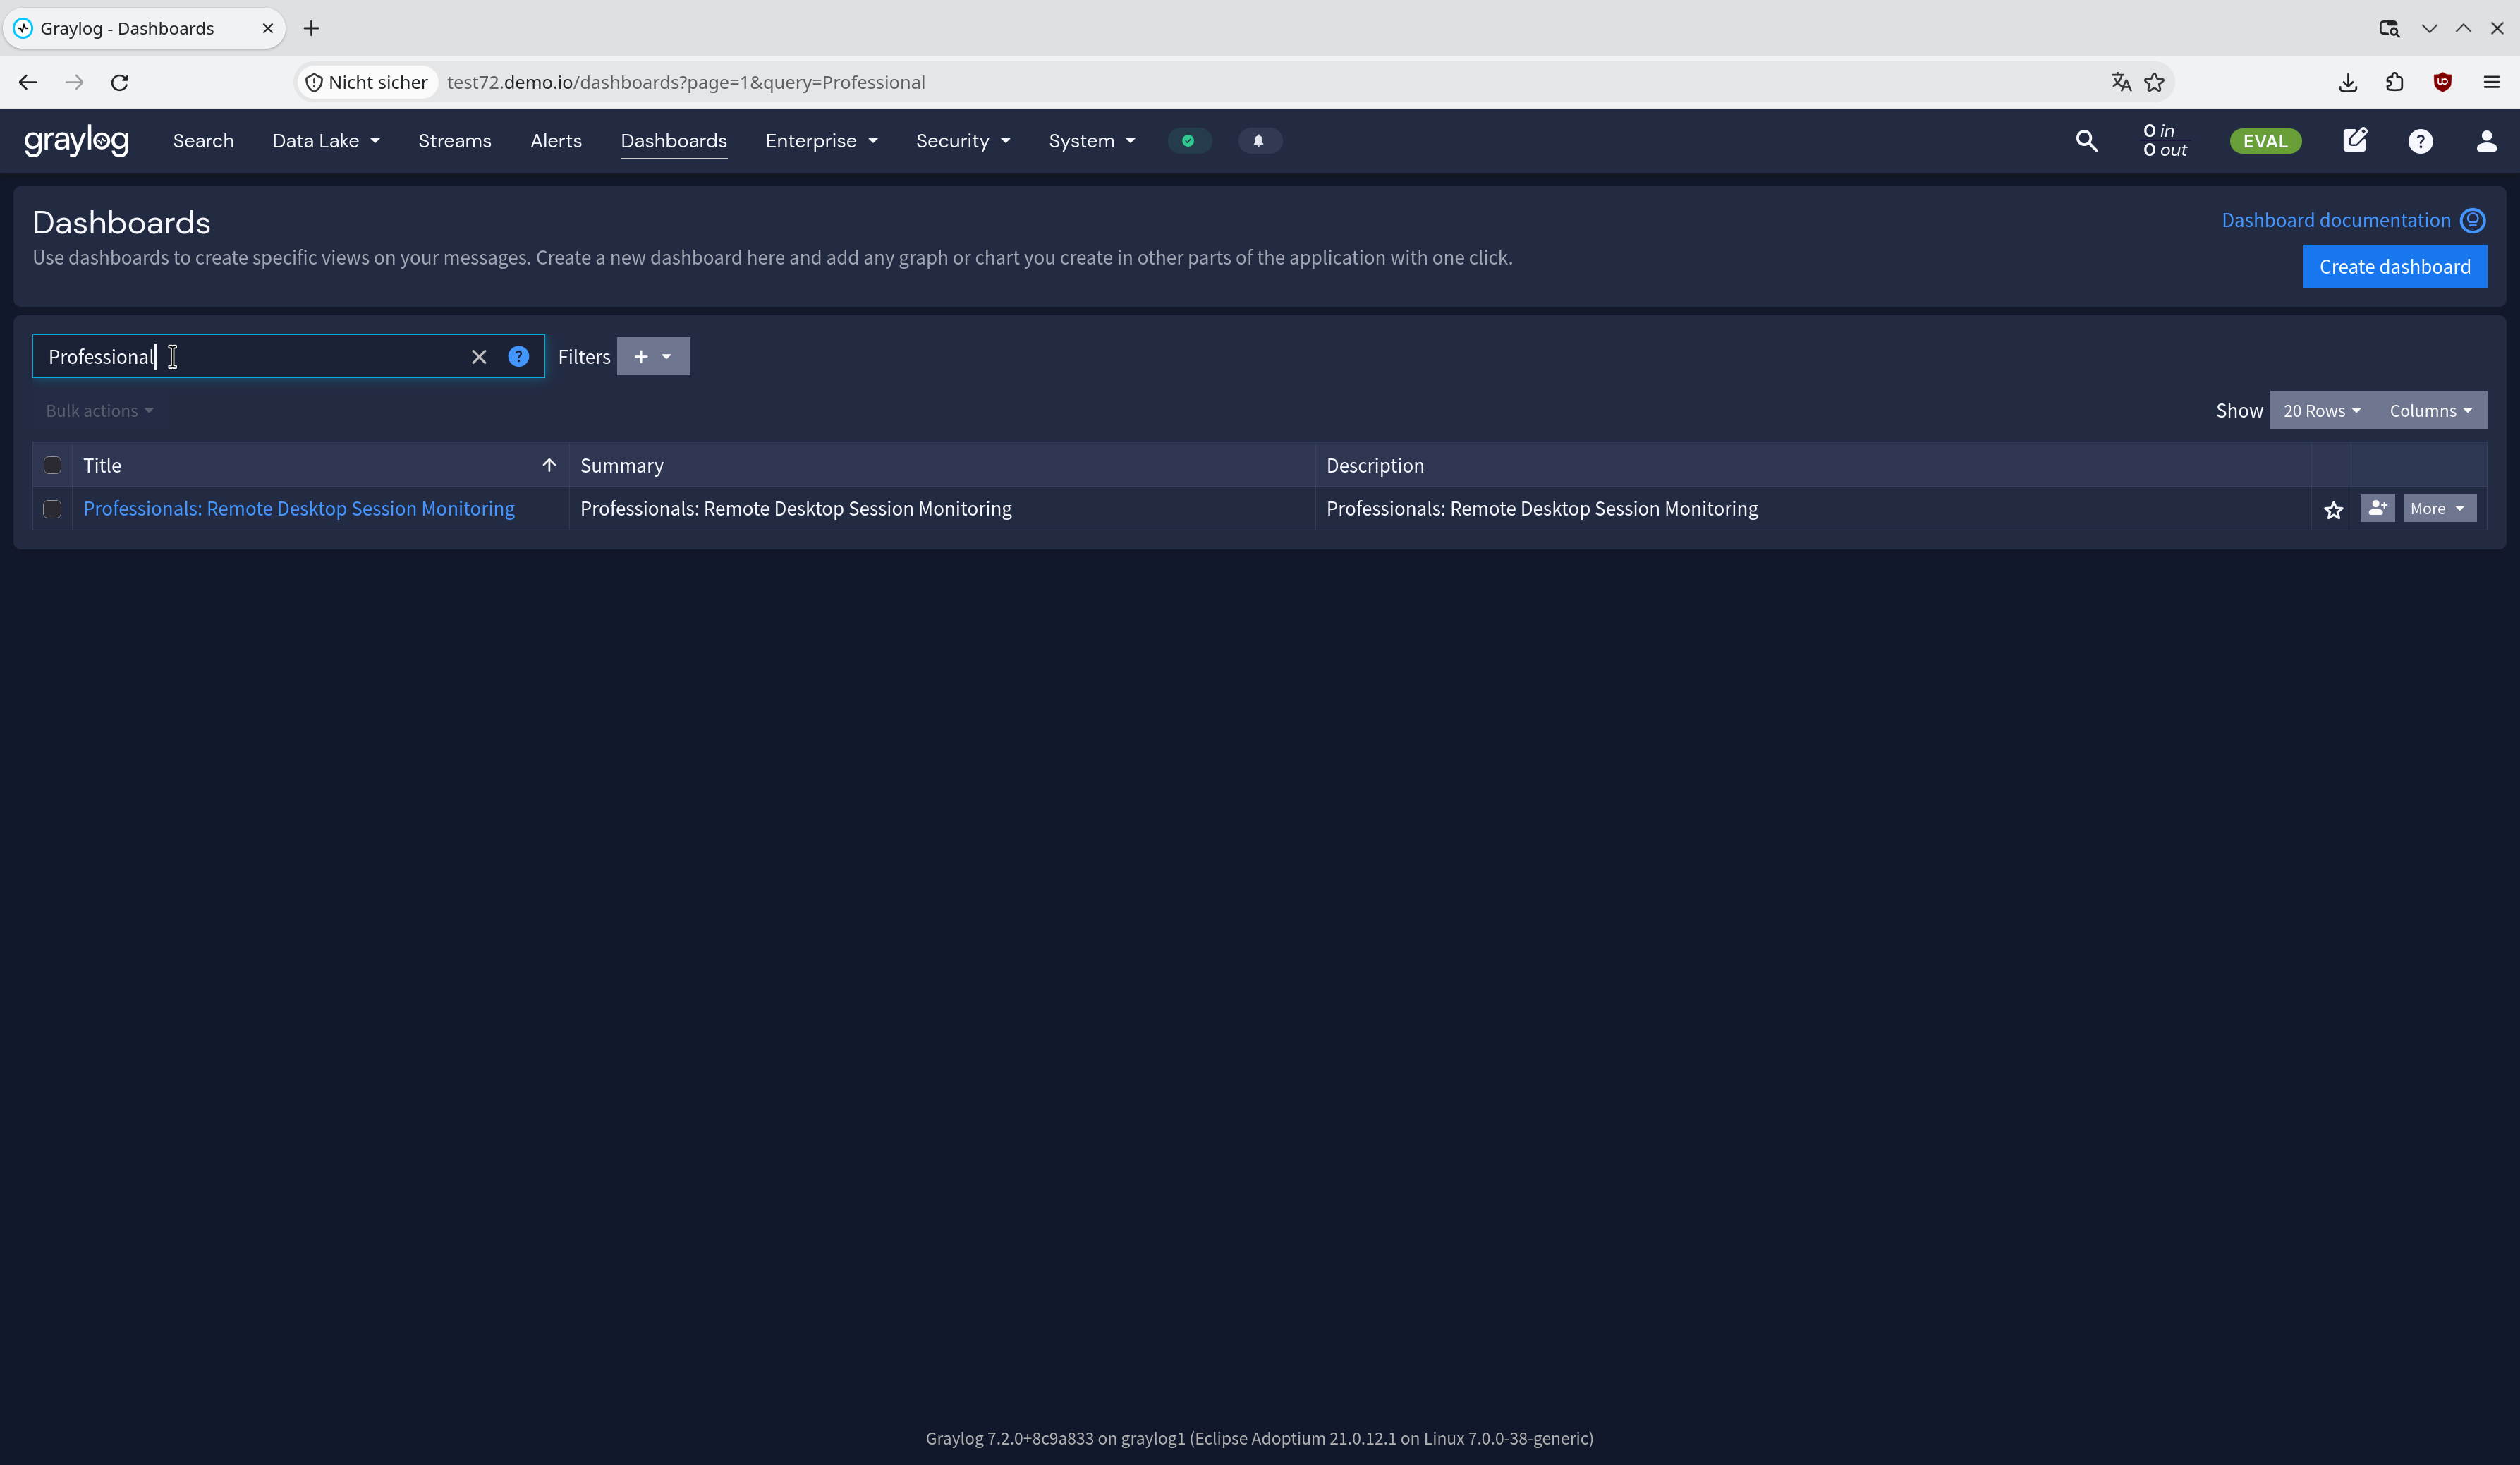 Graylog - Dashboards
Nicht sicher test72.demo.io/dashboards?page=1&query=Professional
graylog Search Data Lake Streams Alerts Dashboards Enterprise Security System 0 in EVAL
0 out
Dashboards
Dashboard documentation
Use dashboards to create specific views on your messages. Create a new dashboard here and add any graph or chart you create in other parts of the application with one click.
Create dashboard
Professional Filters
Bulk actions Show 20 Rows Columns
Title Summary Description
Professionals: Remote Desktop Session Monitoring Professionals: Remote Desktop Session Monitoring Professionals: Remote Desktop Session Monitoring More
Graylog 7.2.0+8c9a833 on graylog1 (Eclipse Adoptium 21.0.12.1 on Linux 7.0.0-38-generic)